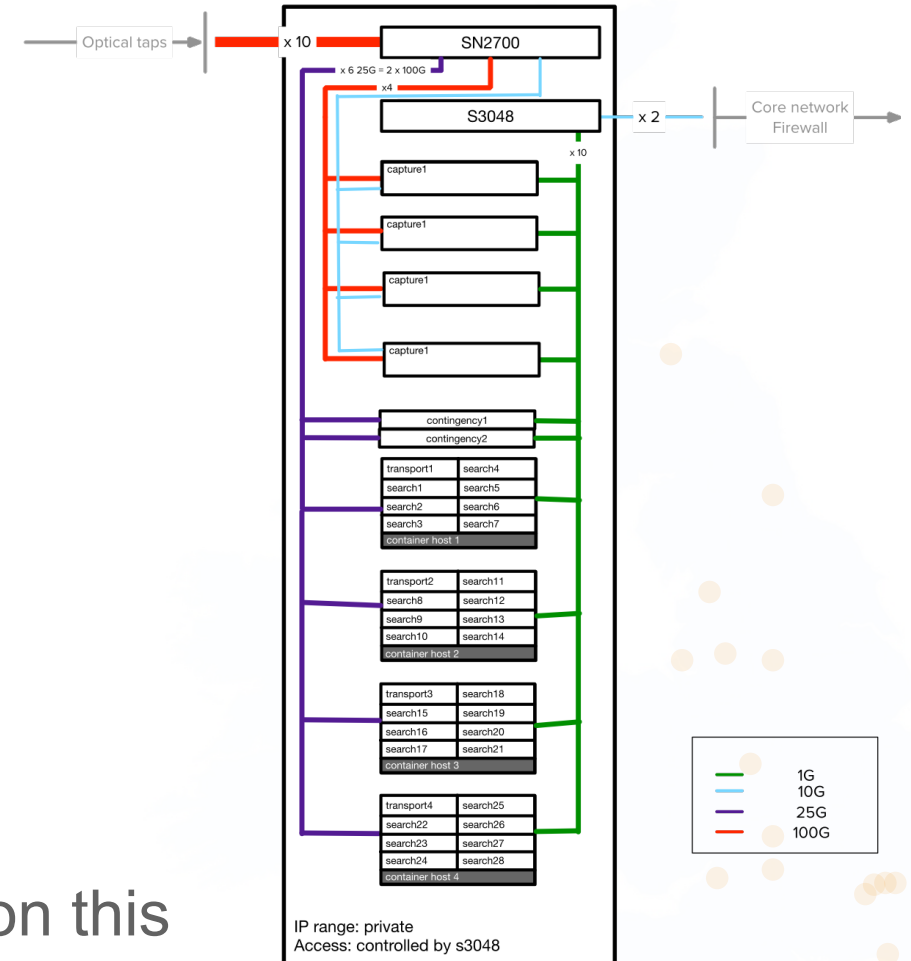 Optical taps
x 10
SN2700
x 6 25G = 2 x 100G
x4
S3048
x 2
Core network
Firewall
x 10
capture1
capture1
capture1
capture1
contingency1
contingency2
transport1 search4
search1 search5
search2 search6
search3 search7
container host 1
transport2 search11
search8 search12
search9 search13
search10 search14
container host 2
transport3 search18
search15 search19
search16 search20
search17 search21
container host 3
transport4 search25
search22 search26
search23 search27
search24 search28
container host 4
1G
10G
25G
100G
on this
IP range: private
Access: controlled by s3048